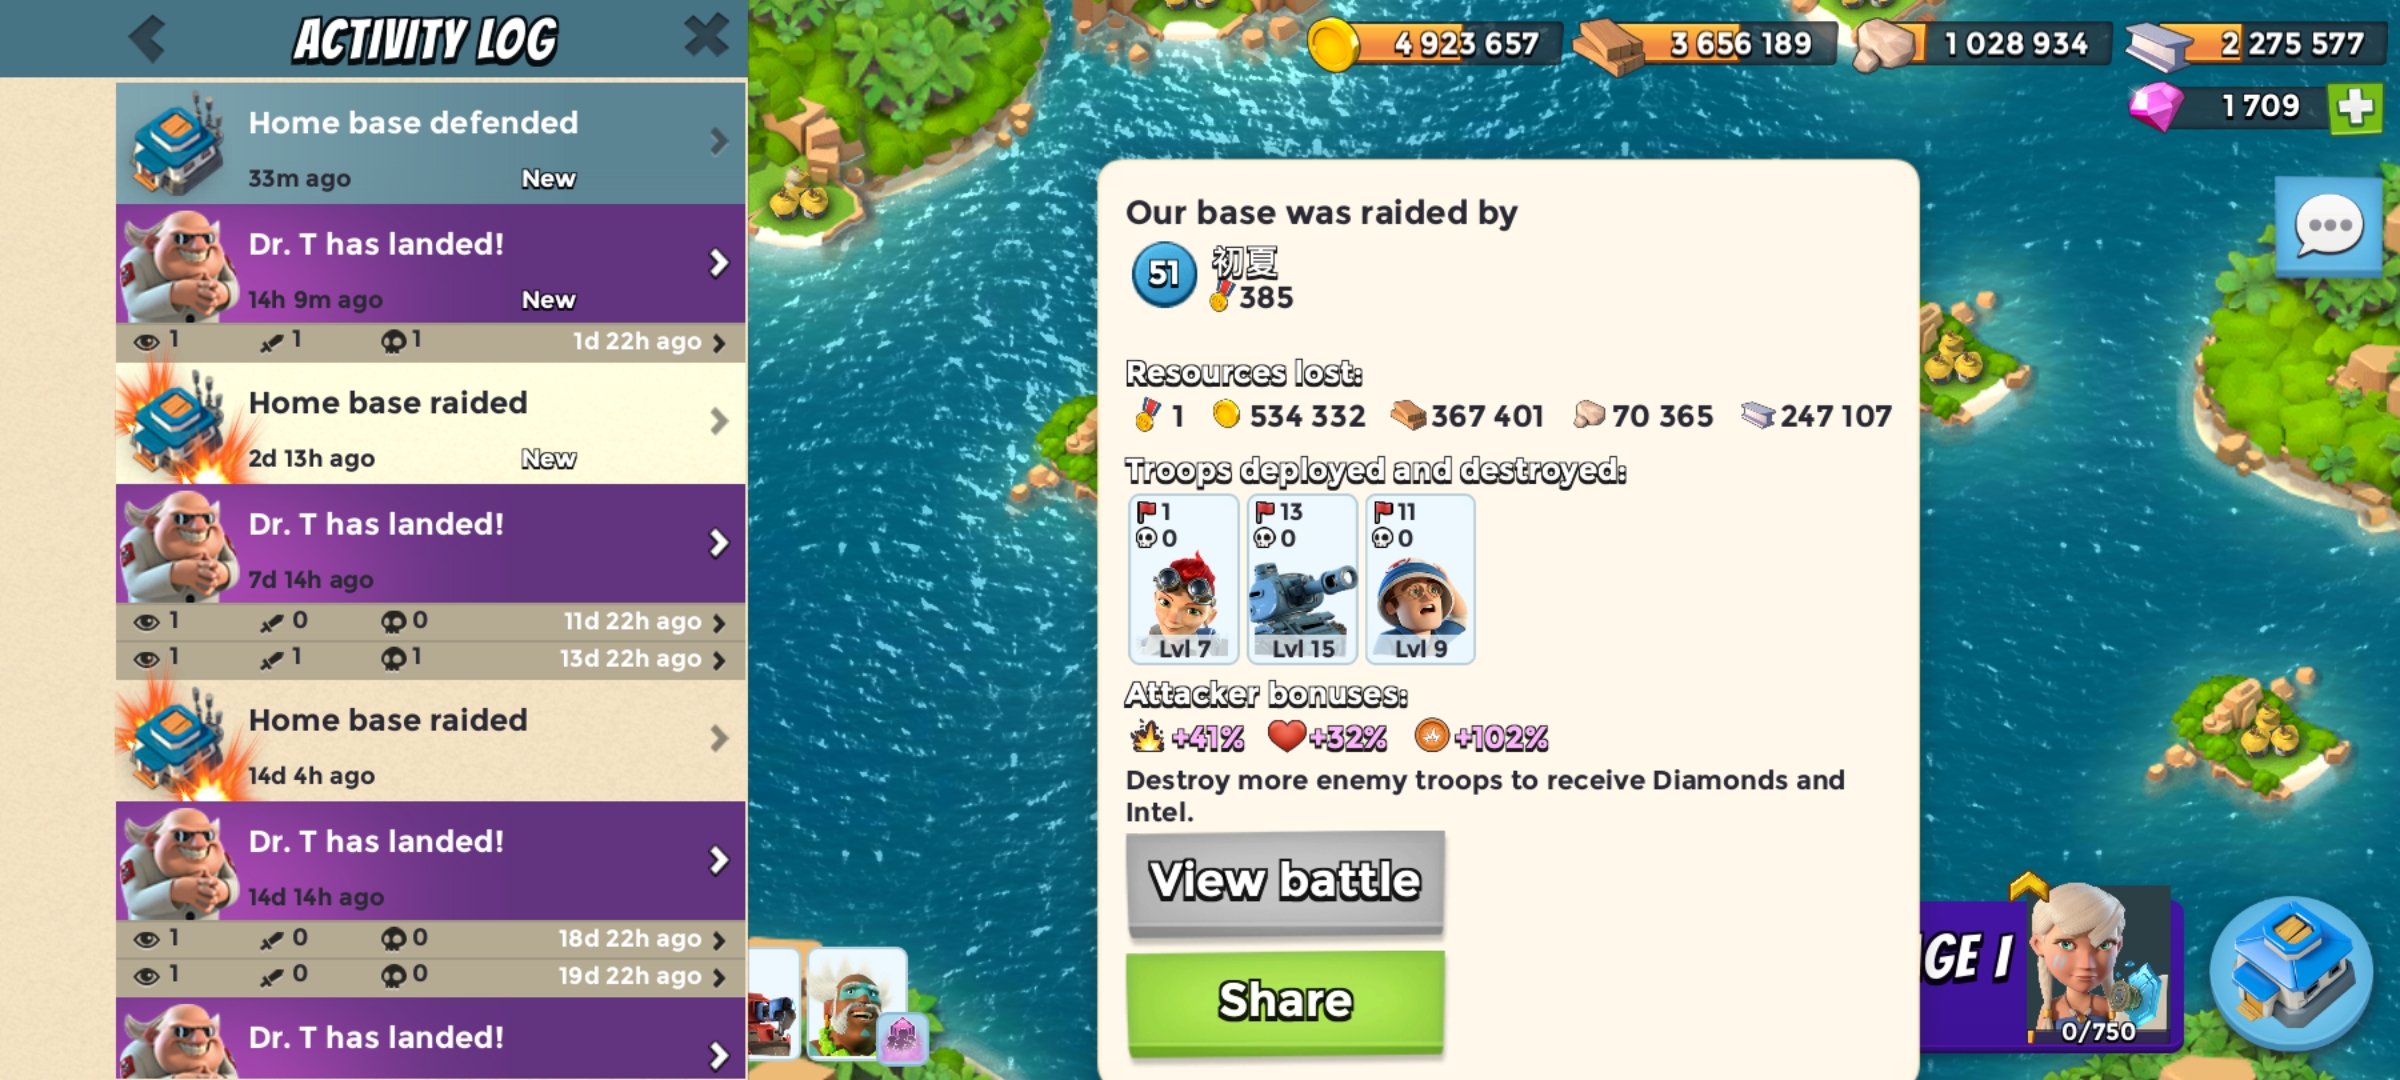 ACTIVITY LOG
Home base defended
33m ago New
Dr. T has landed!
14h 9m ago New
1 1 1 1d 22h ago
Home base raided
2d 13h ago New
Dr. T has landed!
7d 14h ago
1 0 0 11d 22h ago
1 1 1 13d 22h ago
Home base raided
14d 4h ago
Dr. T has landed!
14d 14h ago
1 0 0 18d 22h ago
1 0 0 19d 22h ago
Dr. T has landed!
4 923 657 3 656 189 1 028 934 2 275 577
1 709
Our base was raided by
51 初夏
385
Resources lost:
1 534 332 367 401 70 365 247 107
Troops deployed and destroyed:
1 13 11
0 0 0
Lvl 7 Lvl 15 Lvl 9
Attacker bonuses:
+41% +32% +102%
Destroy more enemy troops to receive Diamonds and
Intel.
View battle
Share
GE I
0/750